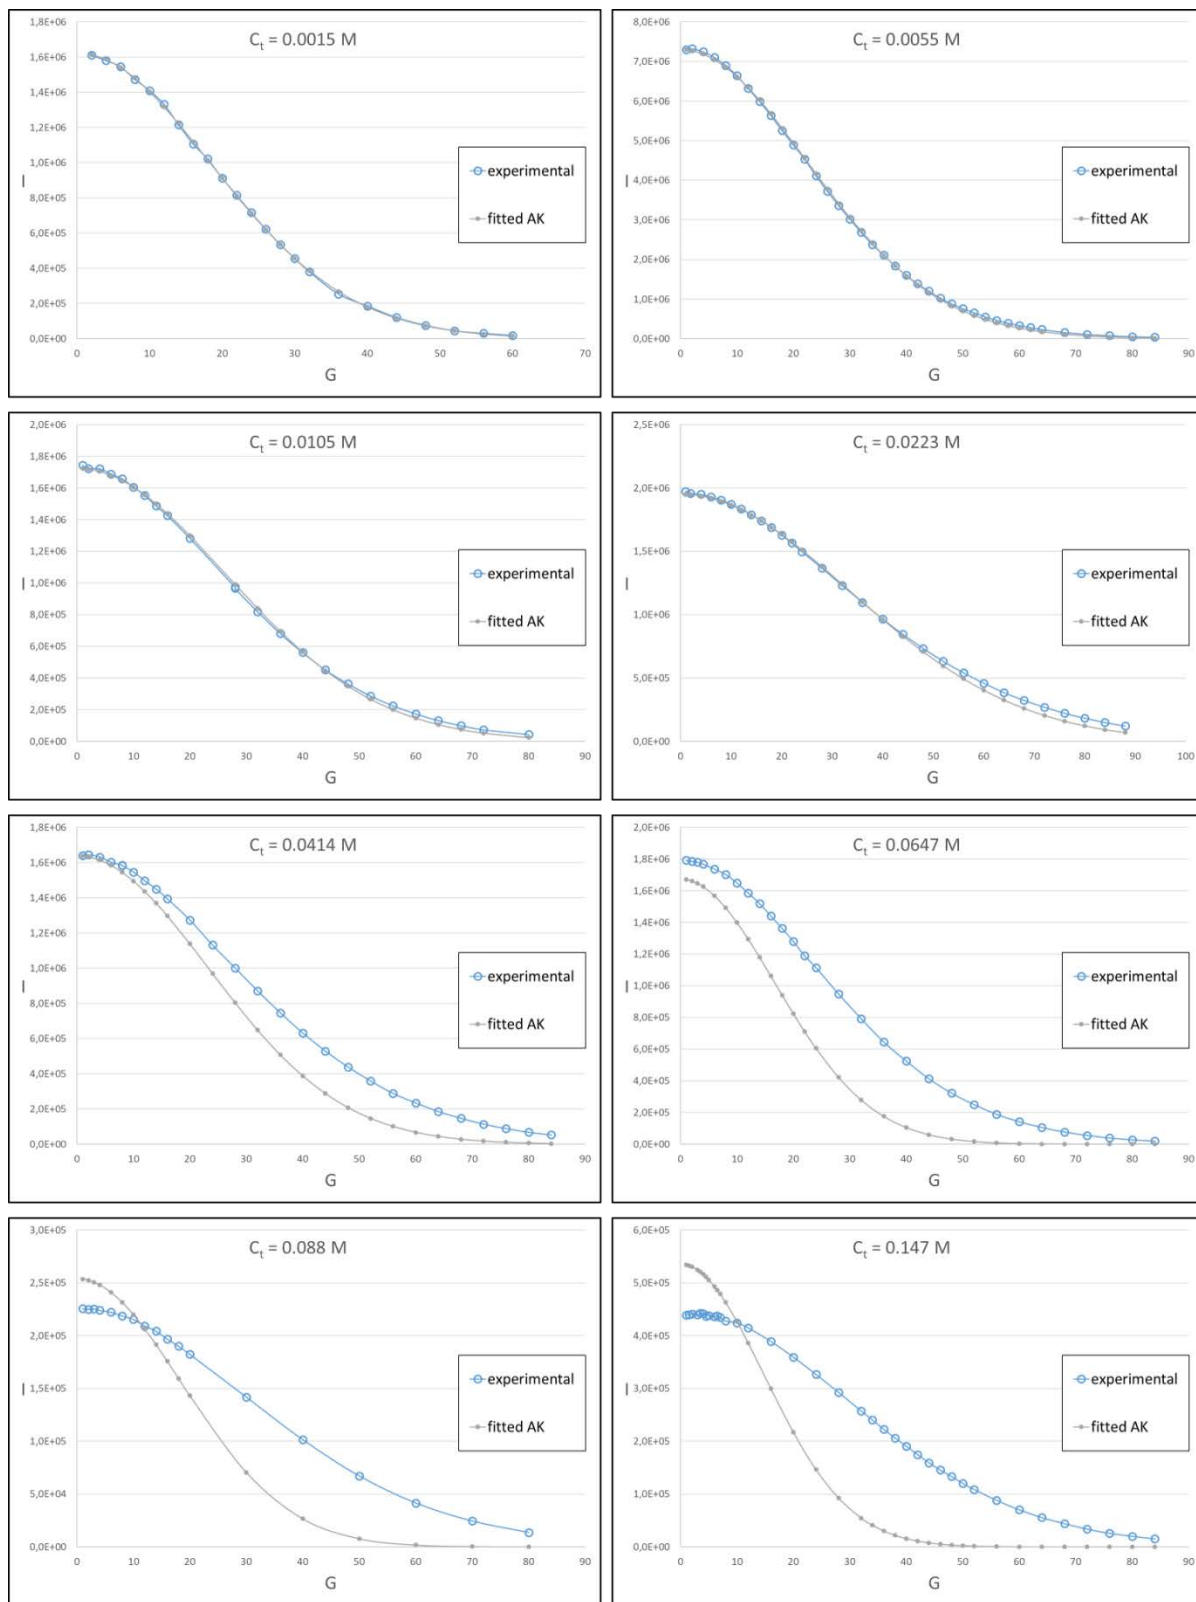 C_t = 0.0015 M
1,8E+06
1,6E+06
1,4E+06
1,2E+06
1,0E+06
8,0E+05
6,0E+05
4,0E+05
2,0E+05
0,0E+00
I
experimental
fitted AK
0 10 20 30 40 50 60 70
G
C_t = 0.0055 M
8,0E+06
7,0E+06
6,0E+06
5,0E+06
4,0E+06
3,0E+06
2,0E+06
1,0E+06
0,0E+00
I
experimental
fitted AK
0 10 20 30 40 50 60 70 80 90
G
C_t = 0.0105 M
2,0E+06
1,8E+06
1,6E+06
1,4E+06
1,2E+06
1,0E+06
8,0E+05
6,0E+05
4,0E+05
2,0E+05
0,0E+00
I
experimental
fitted AK
0 10 20 30 40 50 60 70 80 90
G
C_t = 0.0223 M
2,5E+06
2,0E+06
1,5E+06
1,0E+06
5,0E+05
0,0E+00
I
experimental
fitted AK
0 10 20 30 40 50 60 70 80 90 100
G
C_t = 0.0414 M
1,8E+06
1,6E+06
1,4E+06
1,2E+06
1,0E+06
8,0E+05
6,0E+05
4,0E+05
2,0E+05
0,0E+00
I
experimental
fitted AK
0 10 20 30 40 50 60 70 80 90
G
C_t = 0.0647 M
2,0E+06
1,8E+06
1,6E+06
1,4E+06
1,2E+06
1,0E+06
8,0E+05
6,0E+05
4,0E+05
2,0E+05
0,0E+00
I
experimental
fitted AK
0 10 20 30 40 50 60 70 80 90
G
C_t = 0.088 M
3,0E+05
2,5E+05
2,0E+05
1,5E+05
1,0E+05
5,0E+04
0,0E+00
I
experimental
fitted AK
0 10 20 30 40 50 60 70 80 90
G
C_t = 0.147 M
6,0E+05
5,0E+05
4,0E+05
3,0E+05
2,0E+05
1,0E+05
0,0E+00
I
experimental
fitted AK
0 10 20 30 40 50 60 70 80 90
G